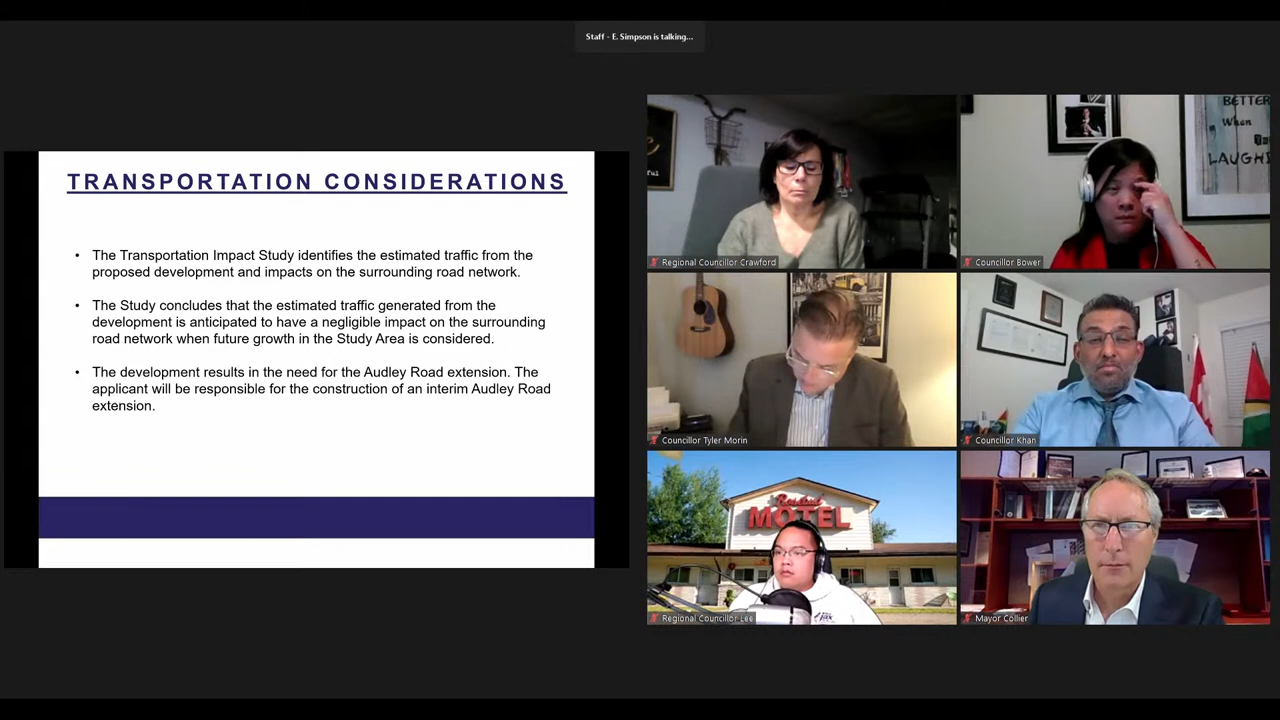 Staff - E. Simpson is talking...
TRANSPORTATION CONSIDERATIONS
• The Transportation Impact Study identifies the estimated traffic from the
proposed development and impacts on the surrounding road network.
• The Study concludes that the estimated traffic generated from the
development is anticipated to have a negligible impact on the surrounding
road network when future growth in the Study Area is considered.
• The development results in the need for the Audley Road extension. The
applicant will be responsible for the construction of an interim Audley Road
extension.
Regional Councillor Crawford
BETTER
When
LAUGH
Councillor Bower
Councillor Tyler Morin
Councillor Khan
MOTEL
Regional Councillor Lee
Mayor Collier